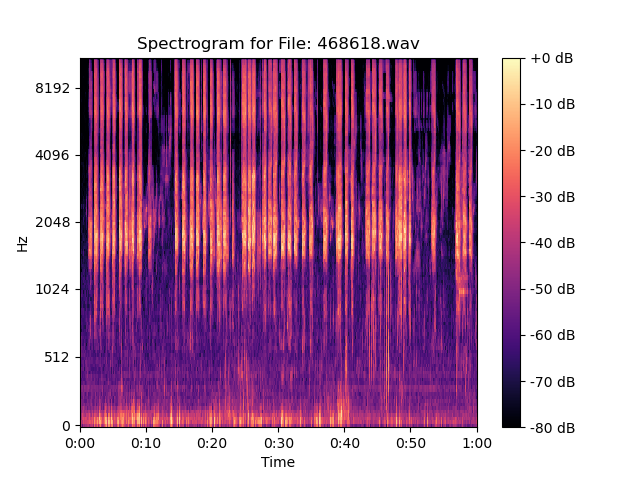 Spectrogram for File: 468618.wav
8192
4096
2048
1024
512
0
Hz
0:00 0:10 0:20 0:30 0:40 0:50 1:00
Time
+0 dB
-10 dB
-20 dB
-30 dB
-40 dB
-50 dB
-60 dB
-70 dB
-80 dB